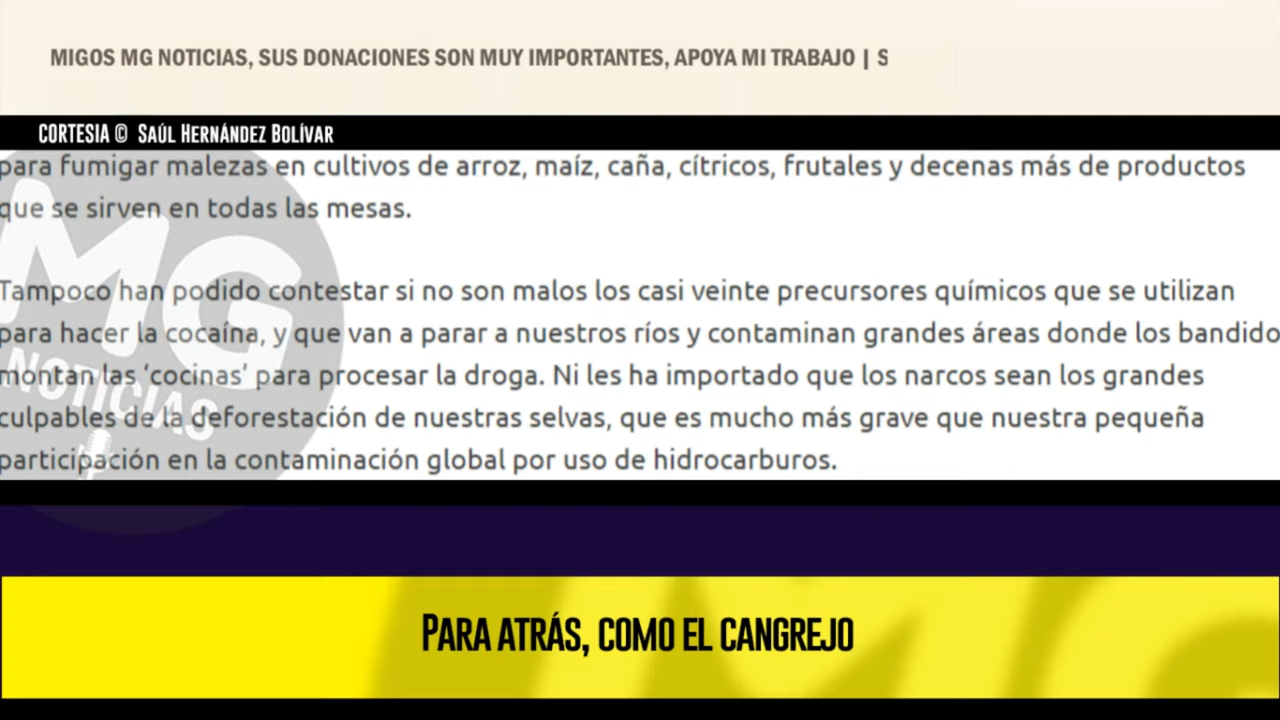 MIGOS MG NOTICIAS, SUS DONACIONES SON MUY IMPORTANTES, APOYA MI TRABAJO | S
CORTESIA © SAÚL HERNÁNDEZ BOLÍVAR
para fumigar malezas en cultivos de arroz, maíz, caña, cítricos, frutales y decenas más de productos
que se sirven en todas las mesas.
Tampoco han podido contestar si no son malos los casi veinte precursores químicos que se utilizan
para hacer la cocaína, y que van a parar a nuestros ríos y contaminan grandes áreas donde los bandido
montan las ‘cocinas’ para procesar la droga. Ni les ha importado que los narcos sean los grandes
culpables de la deforestación de nuestras selvas, que es mucho más grave que nuestra pequeña
participación en la contaminación global por uso de hidrocarburos.
MG
NOTICIAS
PARA ATRÁS, COMO EL CANGREJO